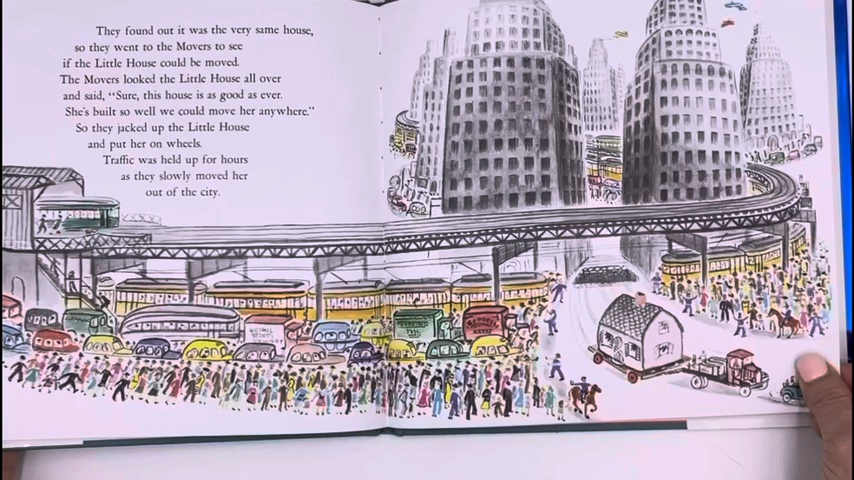 They found out it was the very same house,
so they went to the Movers to see
if the Little House could be moved.
The Movers looked the Little House all over
and said, "Sure, this house is as good as ever.
She's built so well we could move her anywhere."
So they jacked up the Little House
and put her on wheels.
Traffic was held up for hours
as they slowly moved her
out of the city.